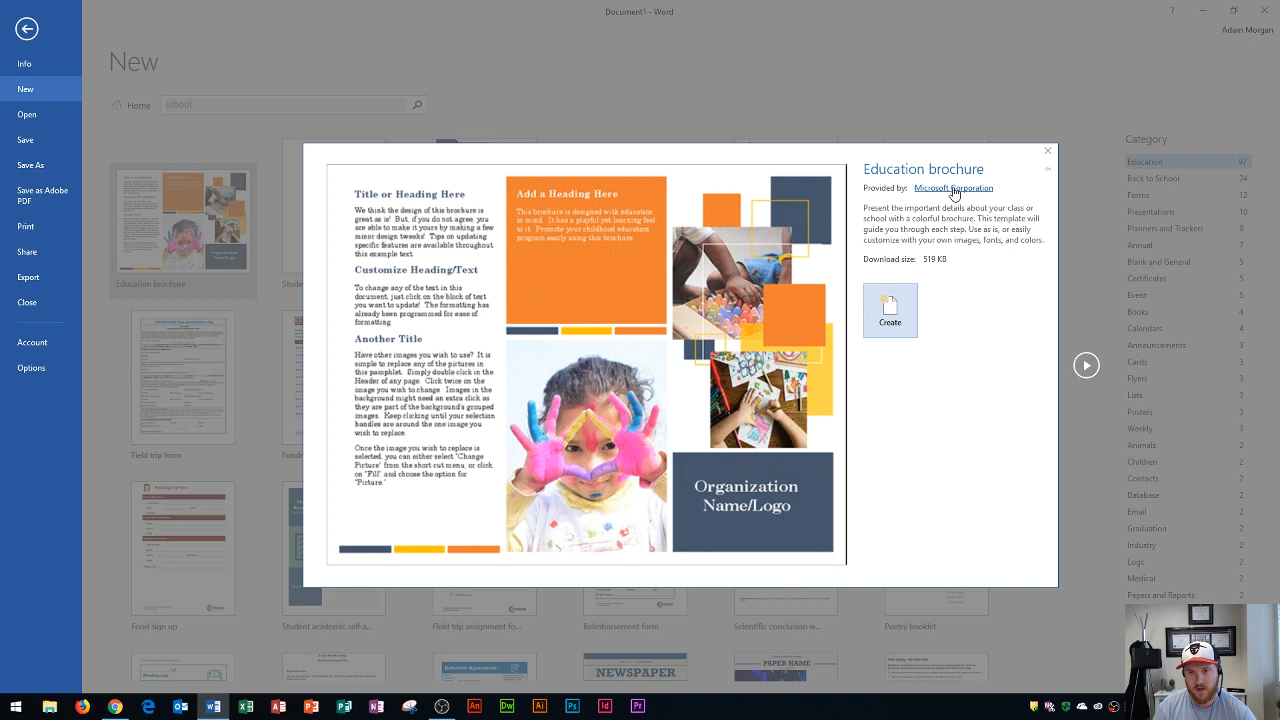 Document1 - Word
?
Adam Morgan
Info
New
Open
Save
Save As
Save as Adobe
PDF
Print
Share
Export
Close
Account
Options
New
Home
school
Education brochure
Field trip form
Food sign up
Student academic self-a...
Field trip assignment fo...
Reimbursement form
Scientific conclusion w...
Poetry booklet
NEWSPAPER
PAPER NAME
Title or Heading Here
We think the design of this brochure is
great as is! But, if you do not agree, you
are able to make it yours by making a few
minor design tweaks! Tips on updating
specific features are available throughout
this example text.
Customize Heading/Text
To change any of the text in this
document, just click on the block of text
you want to update! The formatting has
already been programmed for ease of
formatting.
Another Title
Have other images you wish to use? It is
simple to replace any of the pictures in
this pamphlet. Simply double click in the
Header of any page. Click twice on the
image you wish to change. Images in the
background might need an extra click as
they are part of the background's grouped
images. Keep clicking until your selection
handles are around the one image you
wish to replace.
Once the image you wish to replace is
selected, you can either select "Change
Picture" from the short cut menu, or click
on "Fill" and choose the option for
"Picture."
Add a Heading Here
This brochure is designed with education
in mind. It has a playful yet learning feel
to it. Promote your childhood education
program easily using this brochure.
Organization
Name/Logo
Education brochure
Provided by: Microsoft Corporation
Present the important details about your class or
school with a colorful brochure. This template will
guide you through each step. Use as is, or easily
customize with your own images, fonts, and colors.
Download size: 519 KB
Create
Category
Education 97
Back to School 24
Forms 12
Presentations 10
Planners and Trackers 9
Annual 7
Blank and General 5
Certificates 5
Event 5
Books 4
Calendars 4
Announcements 3
Cards 3
Flyers 3
Lists 3
Posters 3
Weekly 3
Animals 2
Children 2
Contacts 2
Database 2
Email 2
Graduation 2
Industry 2
Logs 2
Medical 2
Papers and Reports 2
An
Dw
Ai
Ps
Id
Pr